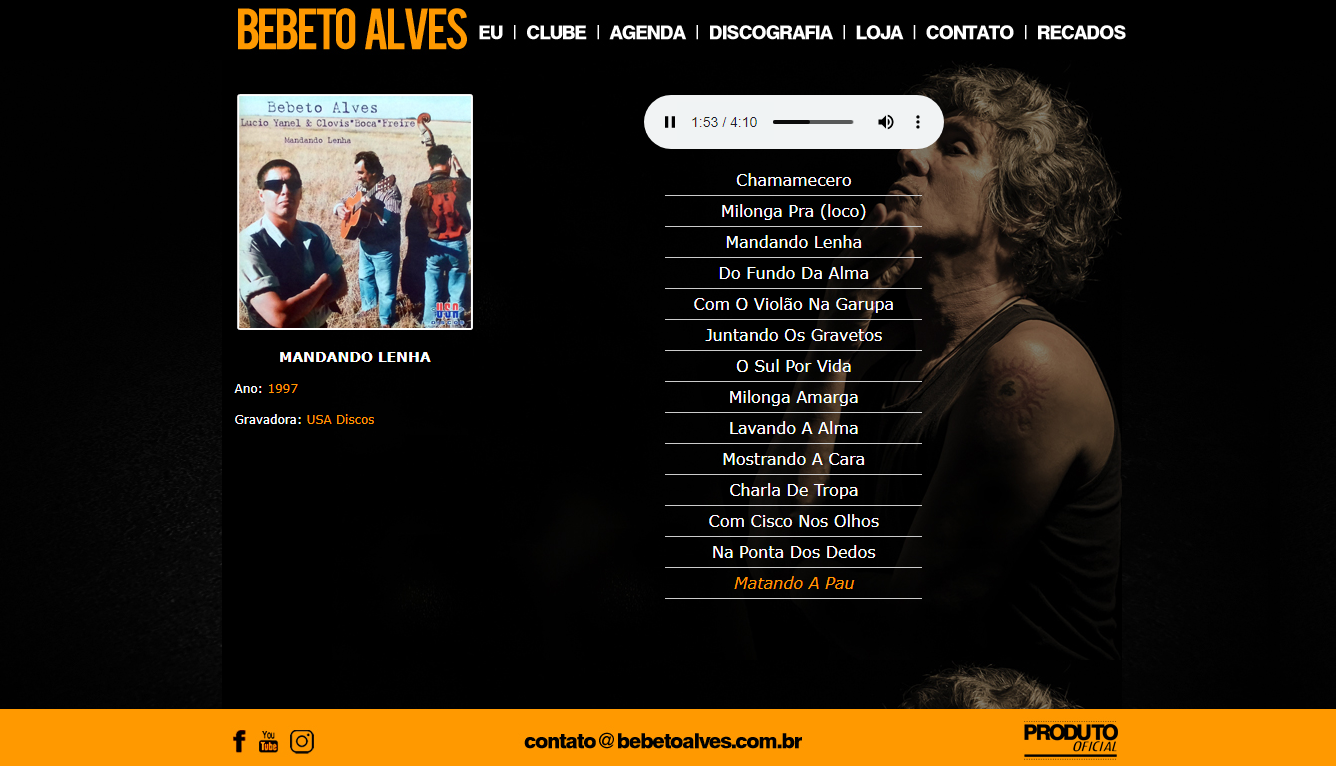 BEBETO ALVES
EU | CLUBE | AGENDA | DISCOGRAFIA | LOJA | CONTATO | RECADOS
Bebeto Alves
Lucio Yanel & Clovis"Boca"Freire
Mandando Lenha
USA
MANDANDO LENHA
Ano: 1997
Gravadora: USA Discos
1:53 / 4:10
Chamamecero
Milonga Pra (loco)
Mandando Lenha
Do Fundo Da Alma
Com O Violão Na Garupa
Juntando Os Gravetos
O Sul Por Vida
Milonga Amarga
Lavando A Alma
Mostrando A Cara
Charla De Tropa
Com Cisco Nos Olhos
Na Ponta Dos Dedos
Matando A Pau
You
Tube
contato@bebetoalves.com.br
PRODUTO
OFICIAL